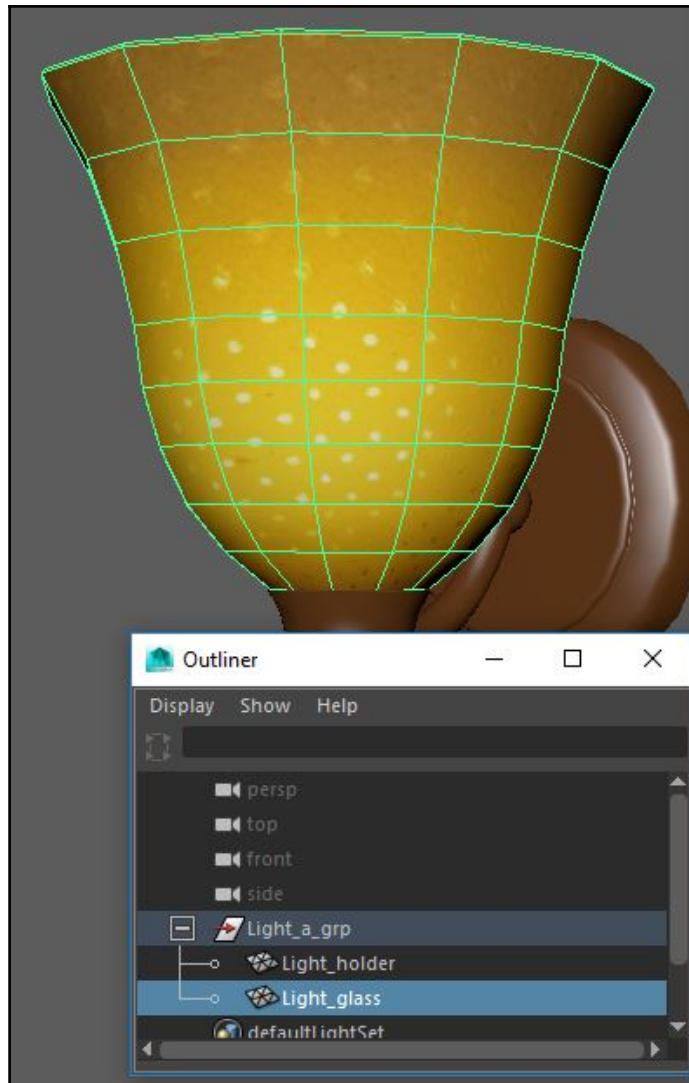 Outliner
Display Show Help
persp
top
front
side
Light_a_grp
Light_holder
Light_glass
defaultLightSet